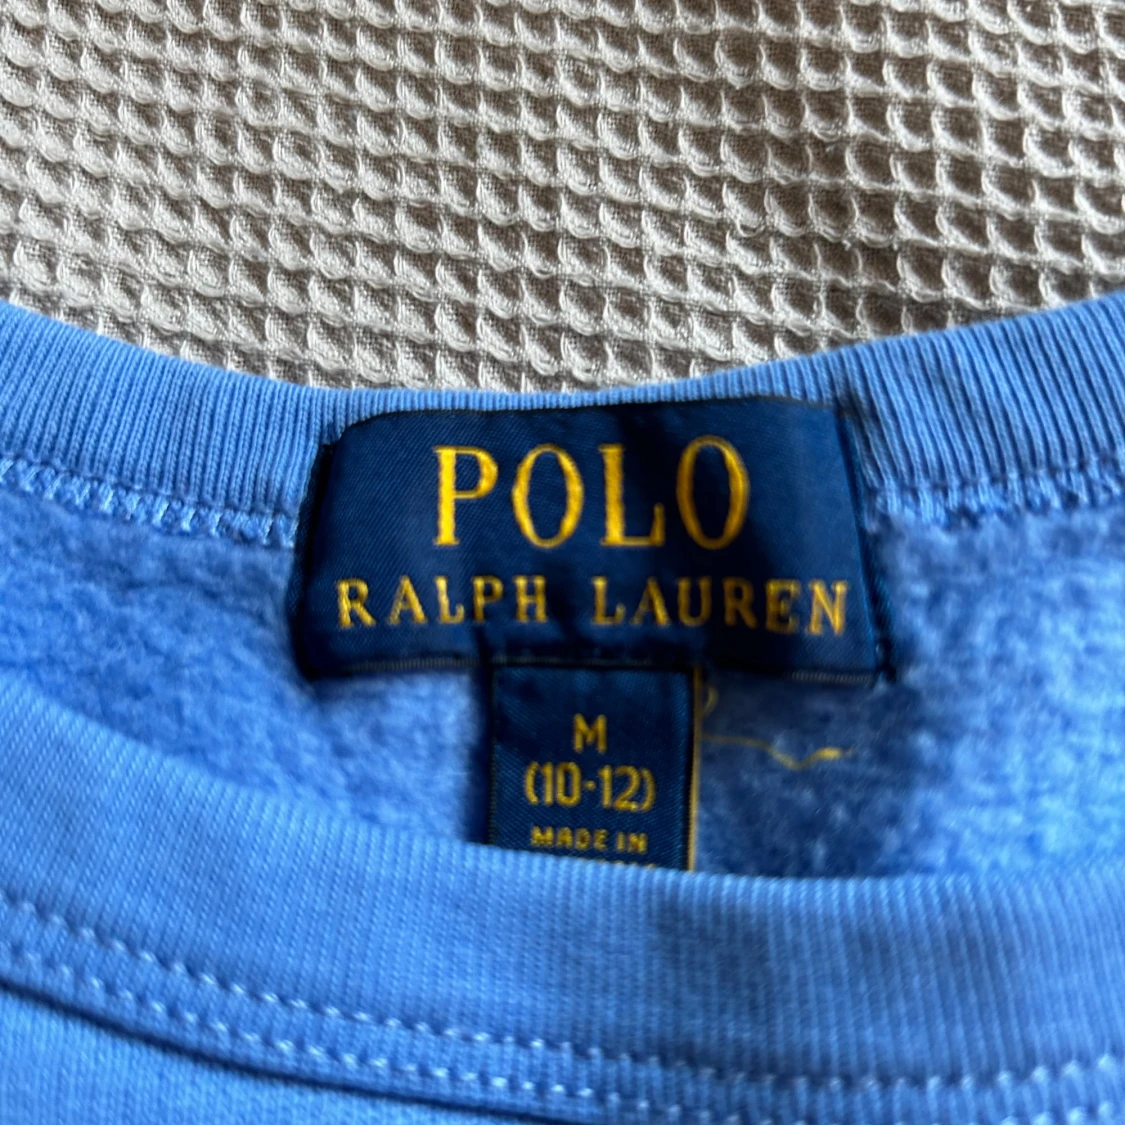 POLO
RALPH LAUREN
M
(10-12)
MADE IN